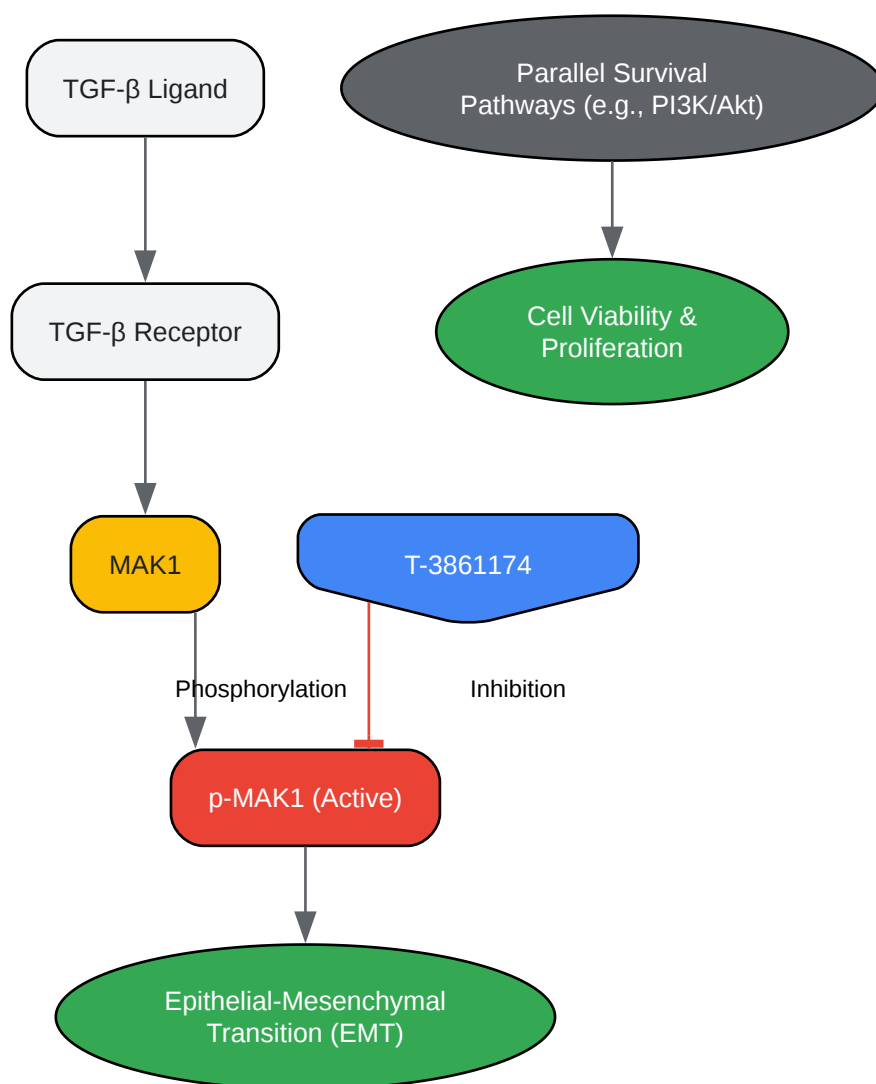 TGF-β Ligand
Parallel Survival
Pathways (e.g., PI3K/Akt)
TGF-β Receptor
Cell Viability &
Proliferation
MAK1
T-3861174
Phosphorylation
Inhibition
p-MAK1 (Active)
Epithelial-Mesenchymal
Transition (EMT)